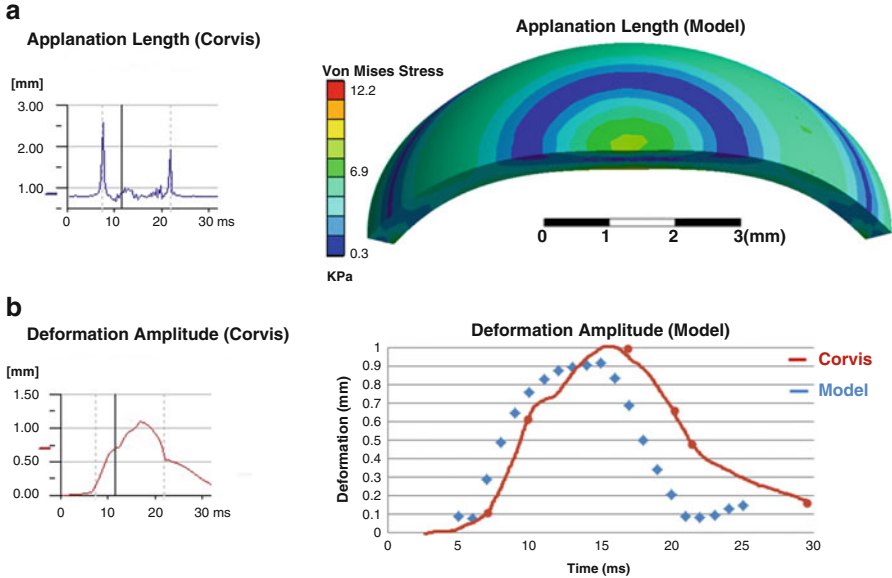 a
Applanation Length (Corvis)
[mm]
3.00
2.00
1.00
0 10 20 30 ms
Applanation Length (Model)
Von Mises Stress
12.2
6.9
0.3
KPa
0 1 2 3(mm)
b
Deformation Amplitude (Corvis)
[mm]
1.50
1.00
0.50
0.00
0 10 20 30 ms
Deformation Amplitude (Model)
Deformation (mm)
1
0.9
0.8
0.7
0.6
0.5
0.4
0.3
0.2
0.1
0
0 5 10 15 20 25 30
Time (ms)
Corvis
Model